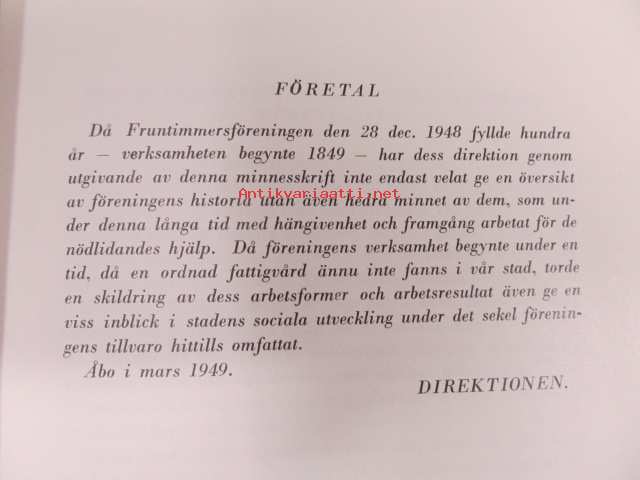 FÖRETAL
Då Fruntimmersföreningen den 28 dec. 1948 fyllde hundra
år — verksamheten begynte 1849 — har dess direktion genom
utgivande av denna minnesskrift inte endast velat ge en översikt
Antikvariaatti.net
av föreningens historia utan även hedra minnet av dem, som un-
der denna långa tid med hängivenhet och framgång arbetat för de
nödlidandes hjälp. Då föreningens verksamhet begynte under en
tid, då en ordnad fattigvård ännu inte fanns i vår stad, torde
en skildring av dess arbetsformer och arbetsresultat även ge en
viss inblick i stadens sociala utveckling under det sekel förenin-
gens tillvaro hittills omfattat.
Åbo i mars 1949.
DIREKTIONEN.